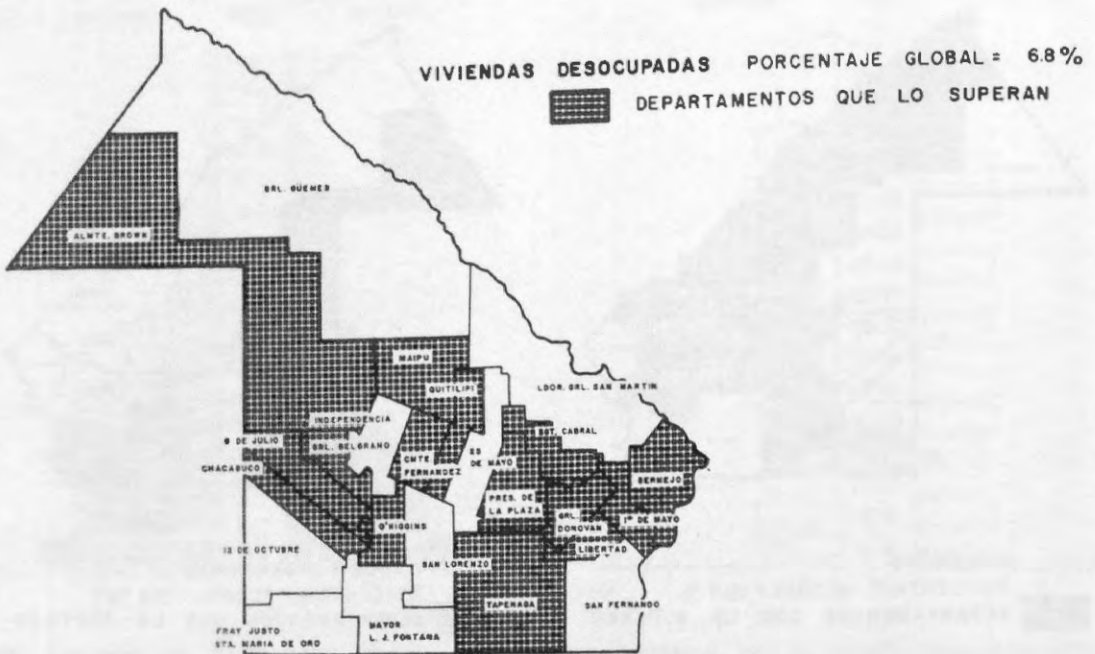 VIVIENDAS DESOCUPADAS PORCENTAJE GLOBAL = 6.8%
DEPARTAMENTOS QUE LO SUPERAN
GRL. GUEMES
ALMTE. BROWN
MAIPU
QUITILIPI
LDOR. GRL. SAN MARTIN
INDEPENDENCIA
SGT. CABRAL
9 DE JULIO
GRL. BELGRANO
25
DE MAYO
CMTE.
FERNANDEZ
CHACABUCO
BERMEJO
PRES. DE
LA PLAZA
GRL.
DONOVAN
1º DE MAYO
O'HIGGINS
LIBERTAD
12 DE OCTUBRE
SAN LORENZO
TAPENAGA
SAN FERNANDO
MAYOR
L. J. FONTANA
FRAY JUSTO
STA. MARIA DE ORO